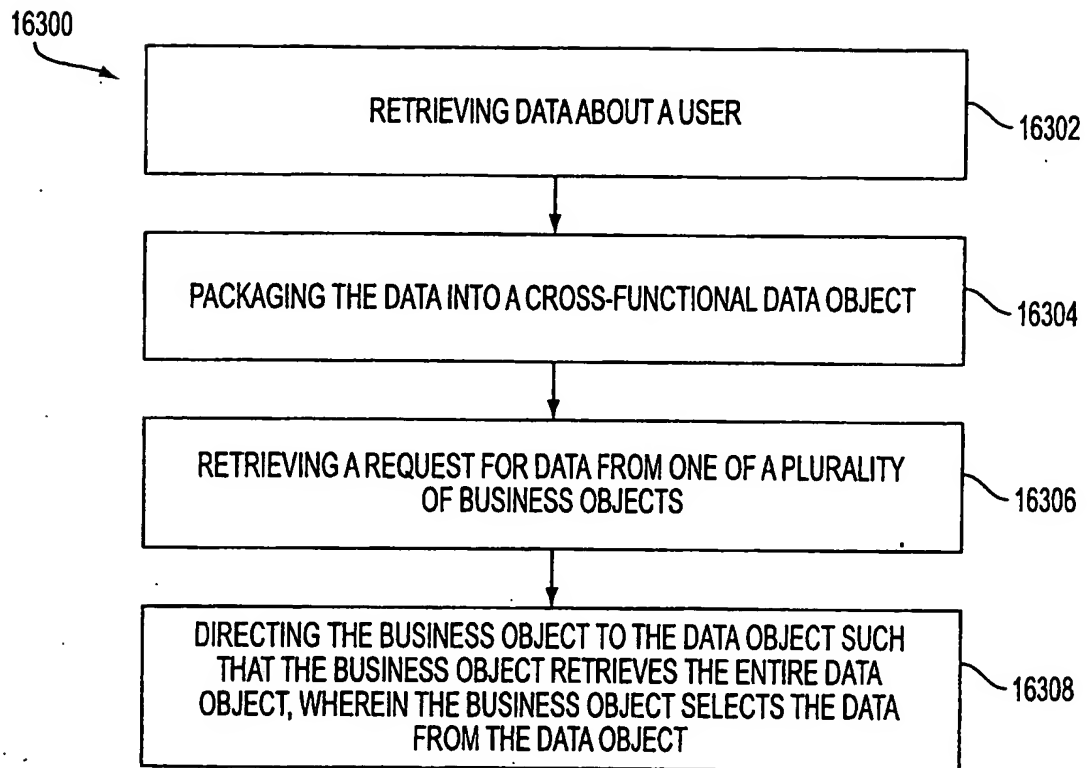 16300
RETRIEVING DATA ABOUT A USER
16302
PACKAGING THE DATA INTO A CROSS-FUNCTIONAL DATA OBJECT
16304
RETRIEVING A REQUEST FOR DATA FROM ONE OF A PLURALITY
OF BUSINESS OBJECTS
16306
DIRECTING THE BUSINESS OBJECT TO THE DATA OBJECT SUCH
THAT THE BUSINESS OBJECT RETRIEVES THE ENTIRE DATA
OBJECT, WHEREIN THE BUSINESS OBJECT SELECTS THE DATA
FROM THE DATA OBJECT
16308